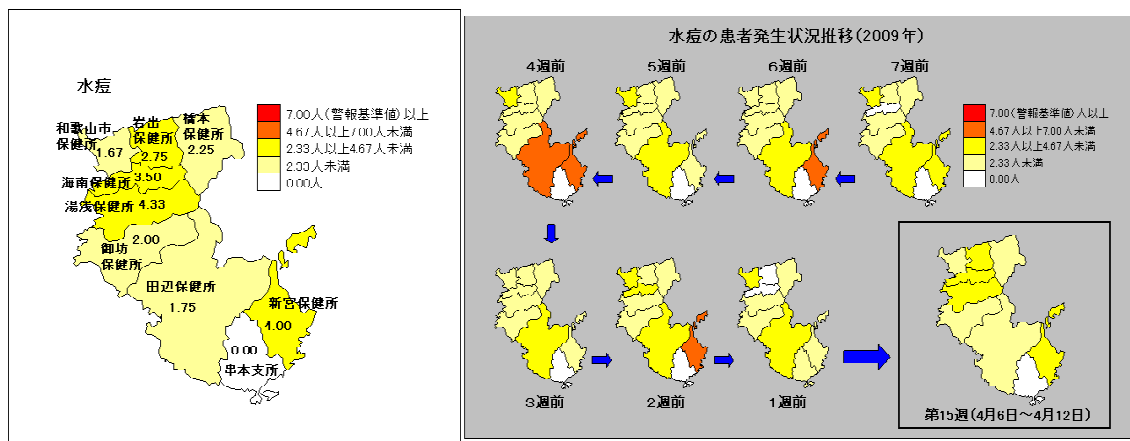 水痘
7.00人(警報基準値)以上
4.67人以上7.00人未満
2.33人以上4.67人未満
2.33人未満
0.00人
和歌山市
保健所
1.67
岩出
保健所
2.75
橋本
保健所
2.25
海南保健所
3.50
湯浅保健所
4.33
御坊
保健所
2.00
田辺保健所
1.75
新宮保健所
4.00
0.00
串本支所
水痘の患者発生状況推移(2009年)
4週前
5週前
6週前
7週前
7.00(警報基準値)人以上
4.67人以上7.00人未満
2.33人以上4.67人未満
2.33人未満
0.00人
3週前
2週前
1週前
第15週(4月6日～4月12日)